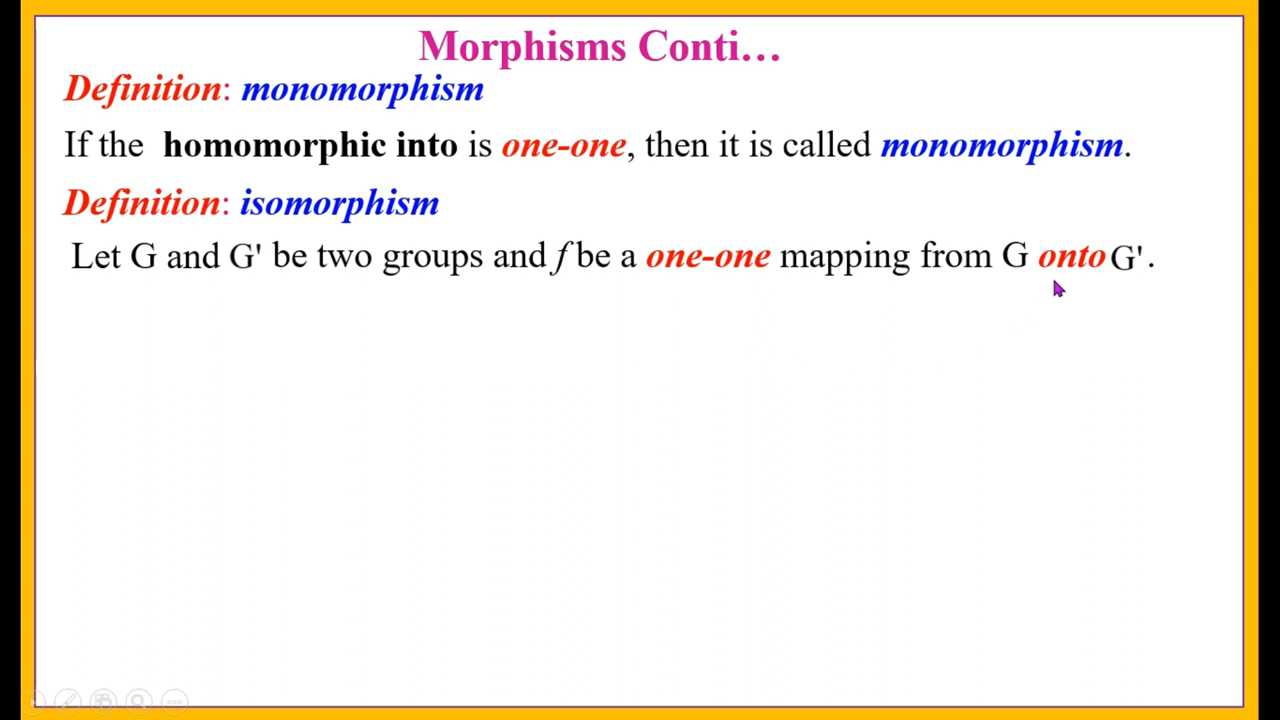 Morphisms Conti...
Definition: monomorphism
If the homomorphic into is one-one, then it is called monomorphism.
Definition: isomorphism
Let G and G' be two groups and f be a one-one mapping from G onto G'.